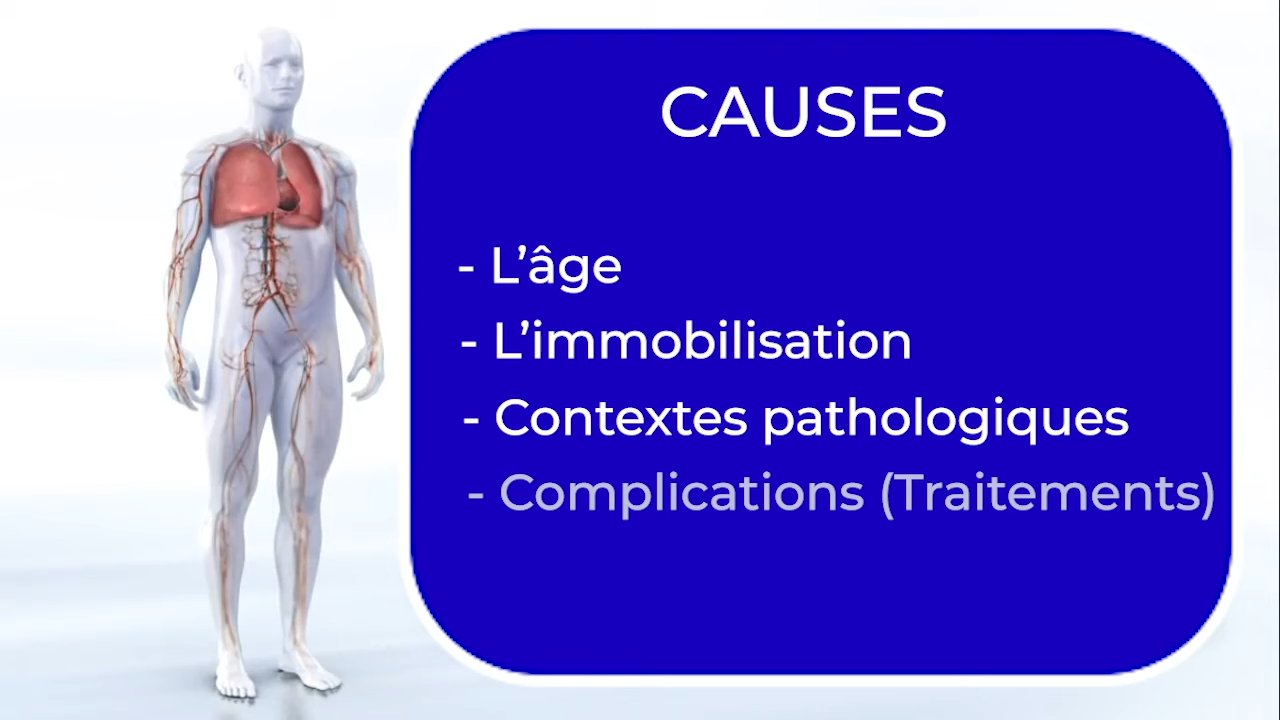 CAUSES
- L’âge
- L’immobilisation
- Contextes pathologiques
- Complications (Traitements)